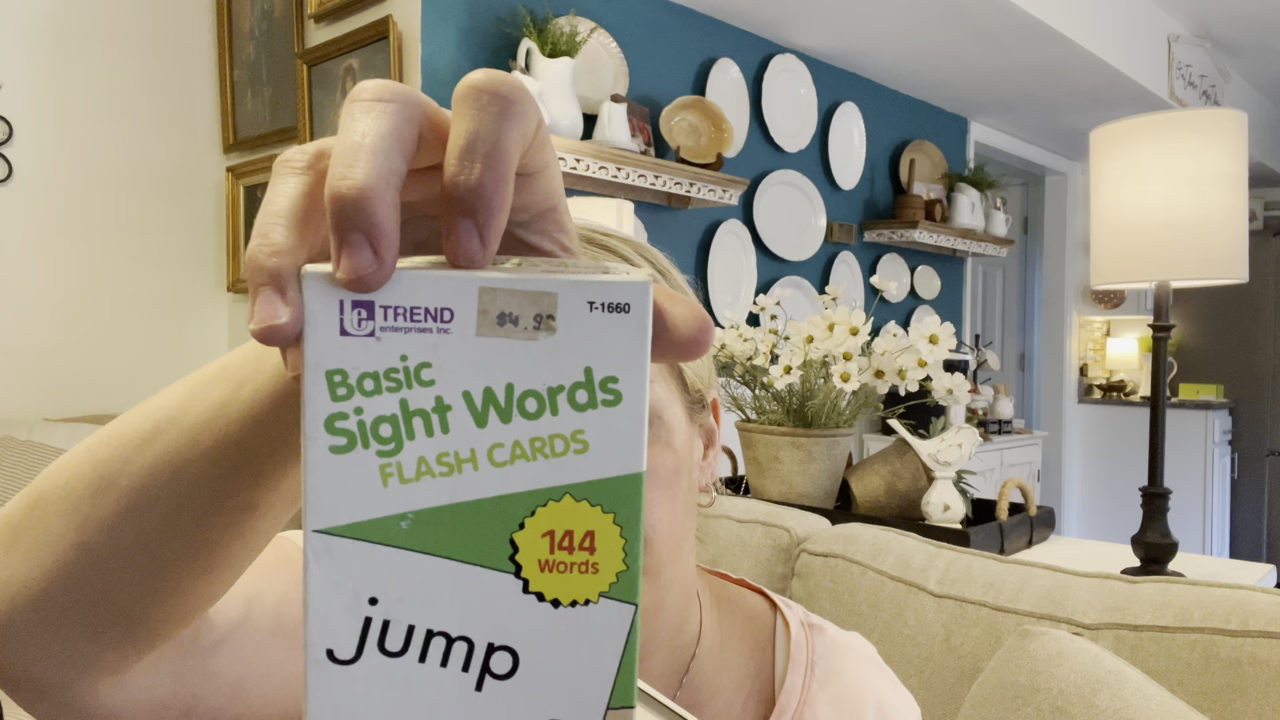 TREND
enterprises Inc.
T-1660
Basic
Sight Words
FLASH CARDS
144
Words
jump